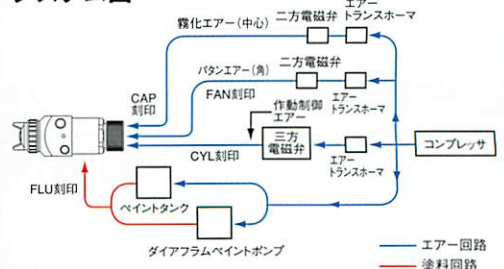 霧化エアー(中心)
二方電磁弁
エアー
トランスホーマ
パタンエアー(角)
二方電磁弁
CAP
刻印
FAN刻印
エアー
トランスホーマ
作動制御
エアー
CYL刻印
三方
電磁弁
エアー
トランスホーマ
コンプレッサ
FLU刻印
ペイントタンク
ダイアフラムペイントポンプ
エアー回路
塗料回路